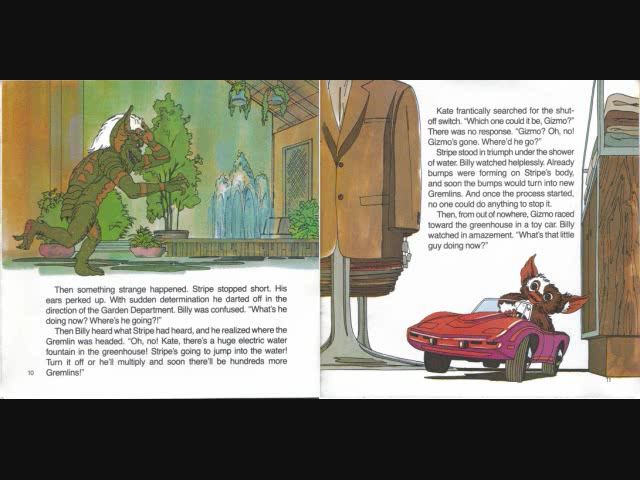 Then something strange happened. Stripe stopped short. His
ears perked up. With sudden determination he darted off in the
direction of the Garden Department. Billy was confused. "What's he
doing now? Where's he going?!"
Then Billy heard what Stripe had heard, and he realized where the
Gremlin was headed. "Oh, no! Kate, there's a huge electric water
fountain in the greenhouse! Stripe's going to jump into the water!
Turn it off or he'll multiply and soon there'll be hundreds more
Gremlins!"
10
Kate frantically searched for the shut-
off switch. "Which one could it be, Gizmo?"
There was no response. "Gizmo? Oh, no!
Gizmo's gone. Where'd he go?"
Stripe stood in triumph under the shower
of water. Billy watched helplessly. Already
bumps were forming on Stripe's body,
and soon the bumps would turn into new
Gremlins. And once the process started,
no one could do anything to stop it.
Then, from out of nowhere, Gizmo raced
toward the greenhouse in a toy car. Billy
watched in amazement. "What's that little
guy doing now?"
11